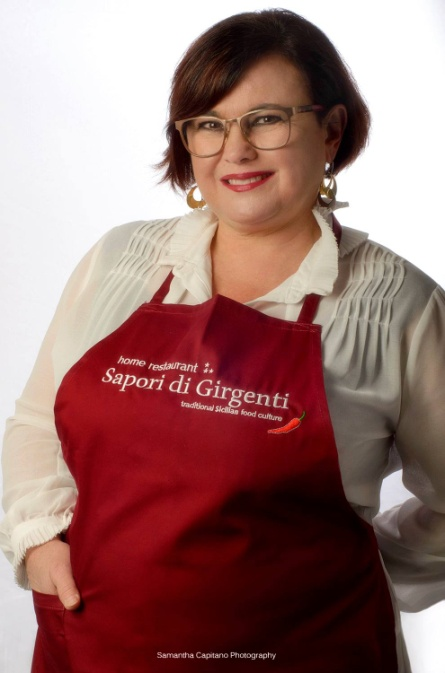 home restaurant
Sapori di Girgenti
traditional Sicilian food culture
Samantha Capitano Photography